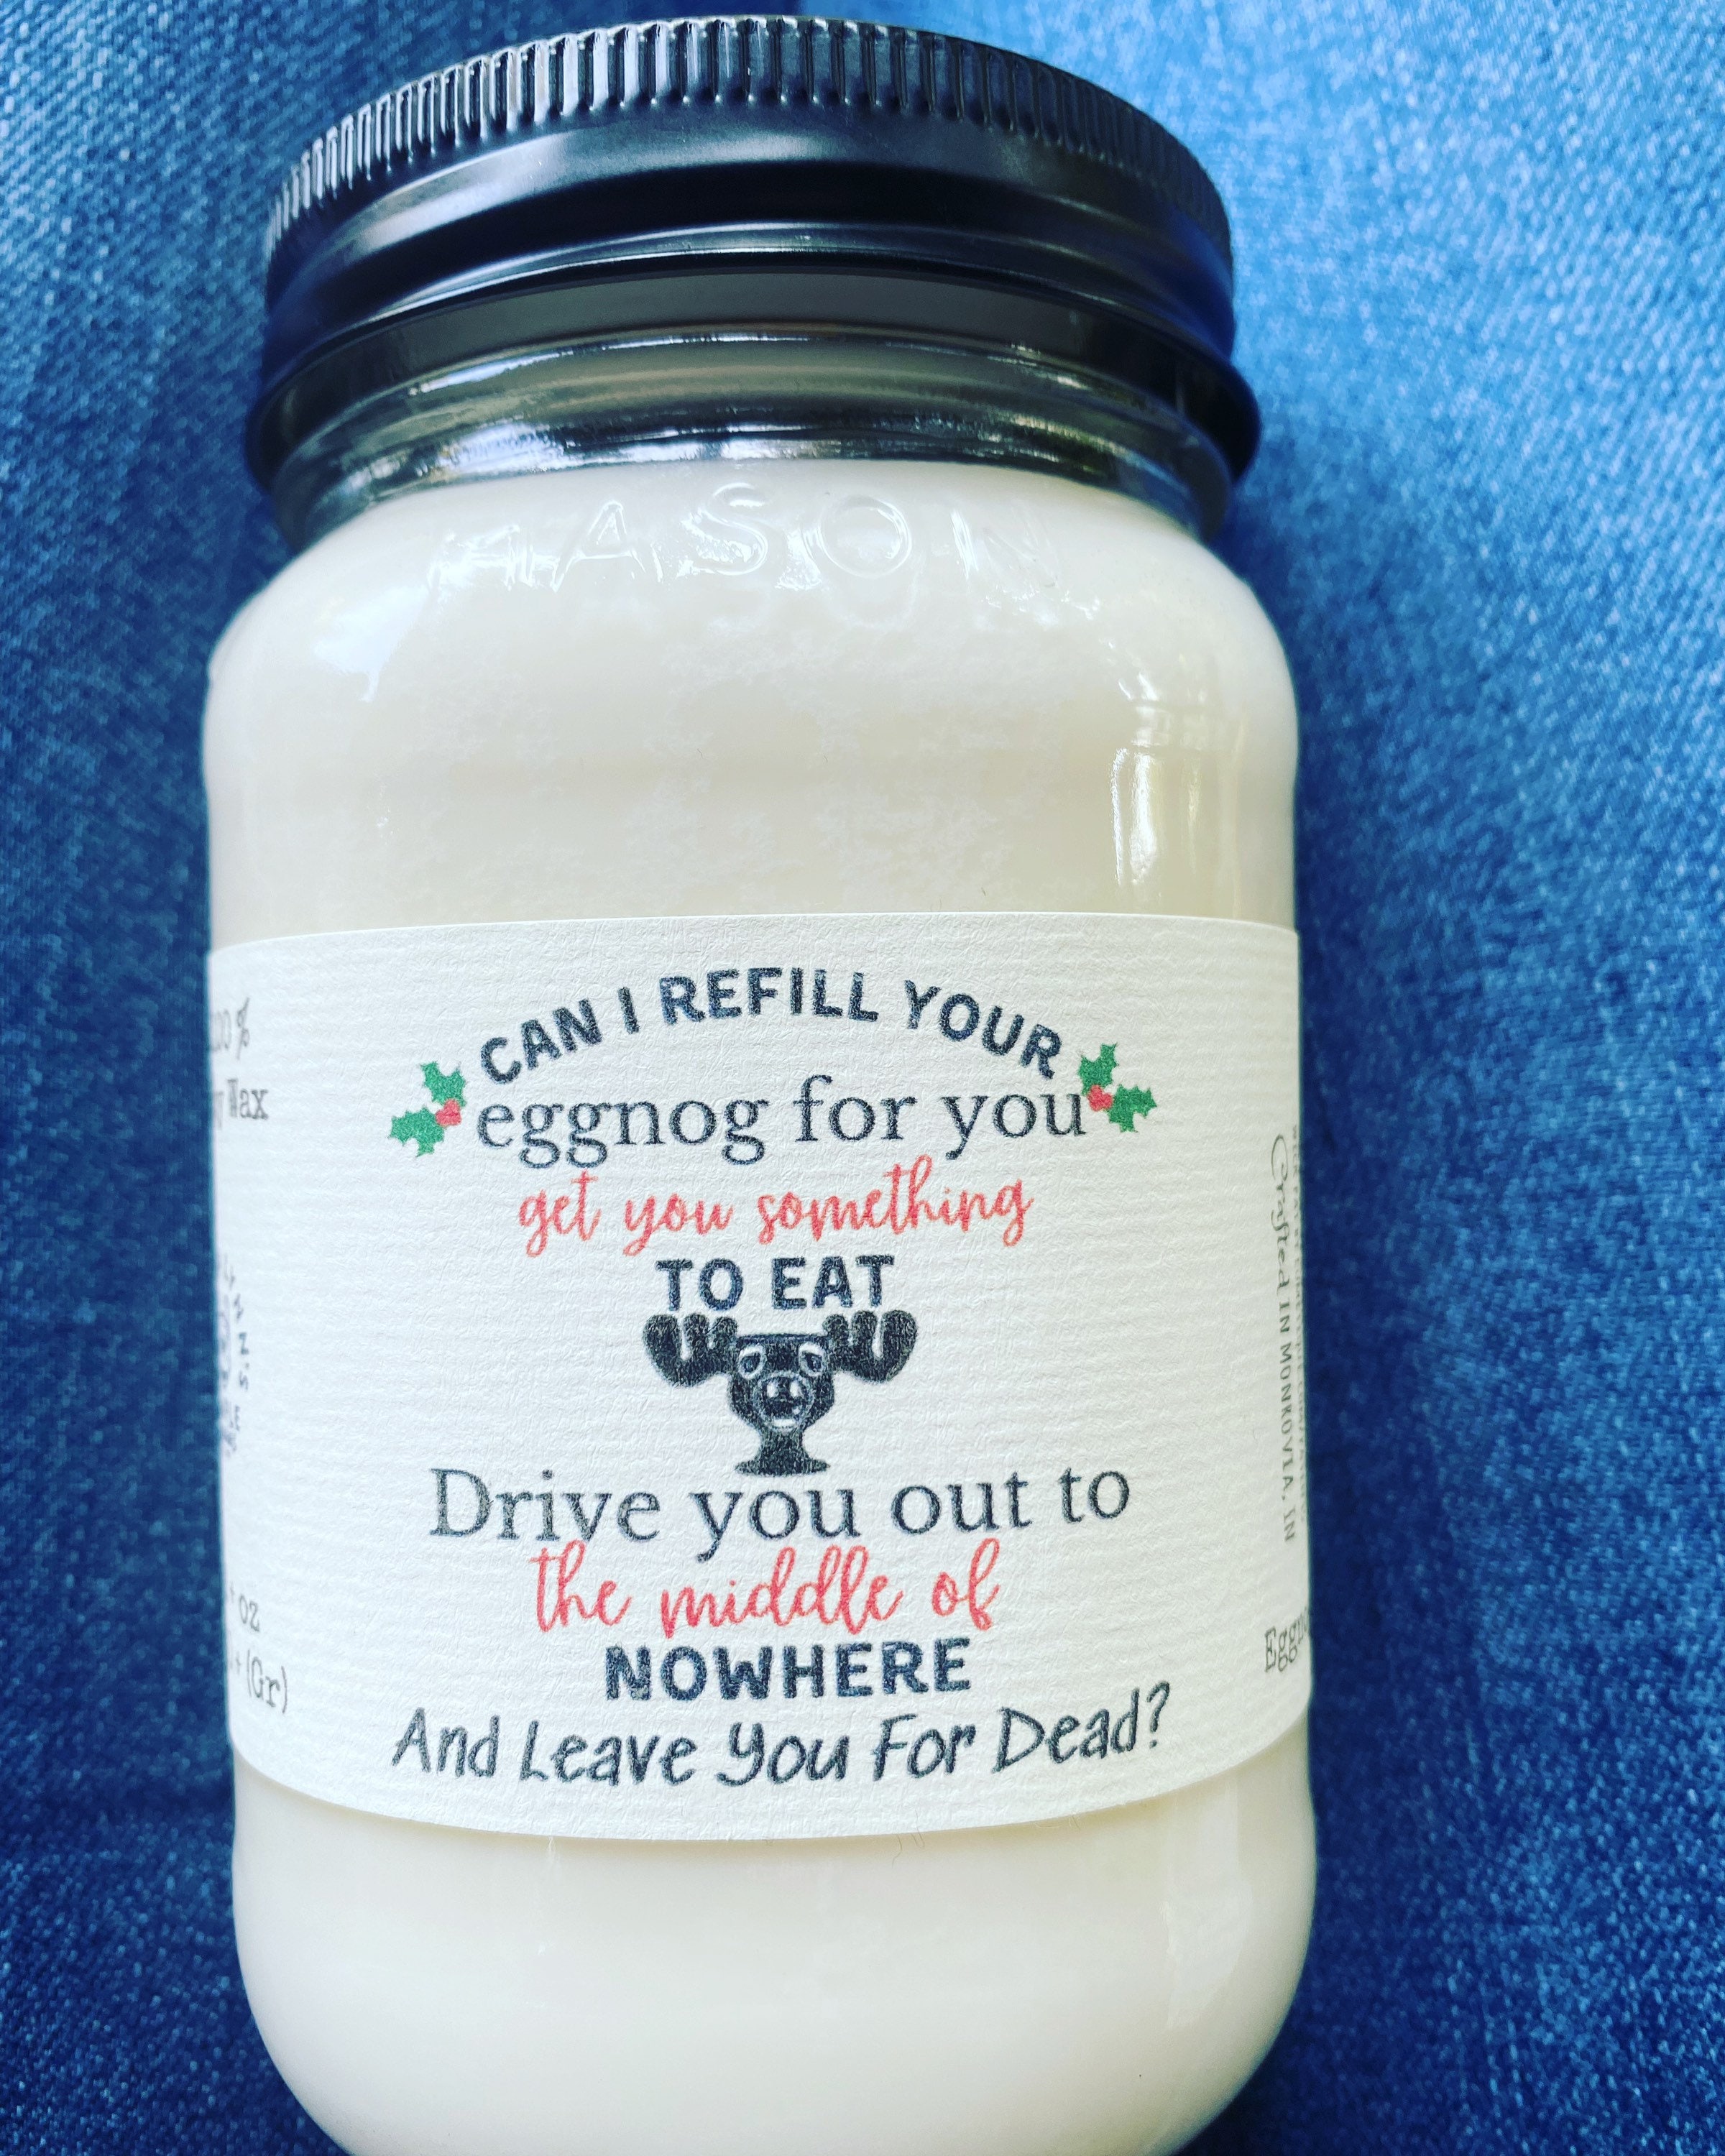 MASON
CAN I REFILL YOUR
eggnog for you
get you something
TO EAT
Drive you out to
the middle of
NOWHERE
And Leave You For Dead?
Wax
oz
(Gr)
Crafted IN MONROVIA, IN